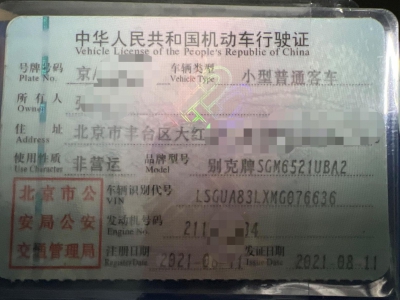 中华人民共和国机动车行驶证
Vehicle License of the People's Republic of China
号牌号码 京 车辆类型 小型普通客车
Plate No. Vehicle Type
所有人
Owner
住址 北京市丰台区大红
Address
使用性质 非营运 品牌型号 别克牌SGM6521UBA2
Use Character Model
北京市公安局公安交通管理局
车辆识别代号 LSGUA83LXMG076636
VIN
发动机号码 211
Engine No.
注册日期 发证日期 2021-08-11
Register Date Issue Date